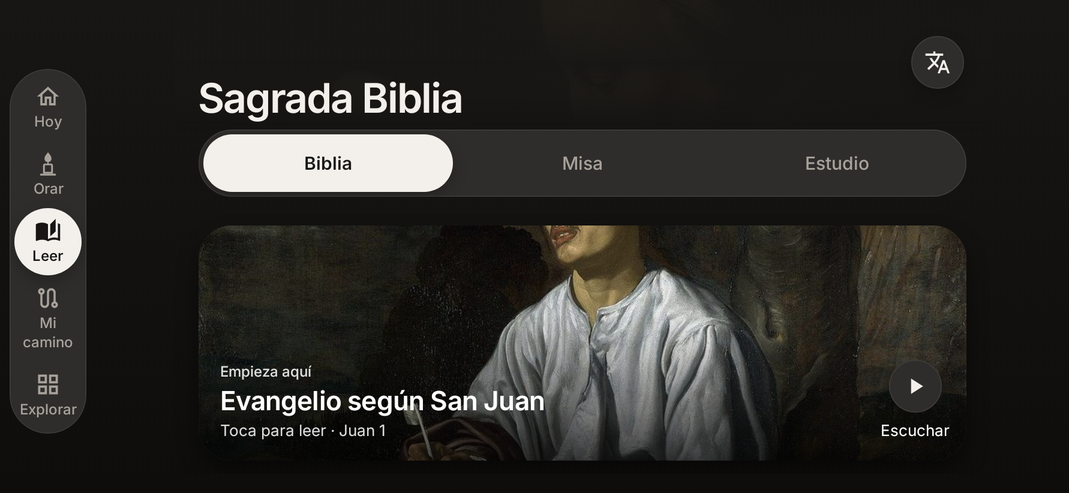 Hoy
Orar
Leer
Mi
camino
Explorar
Sagrada Biblia
Biblia
Misa
Estudio
Empieza aquí
Evangelio según San Juan
Toca para leer · Juan 1
Escuchar